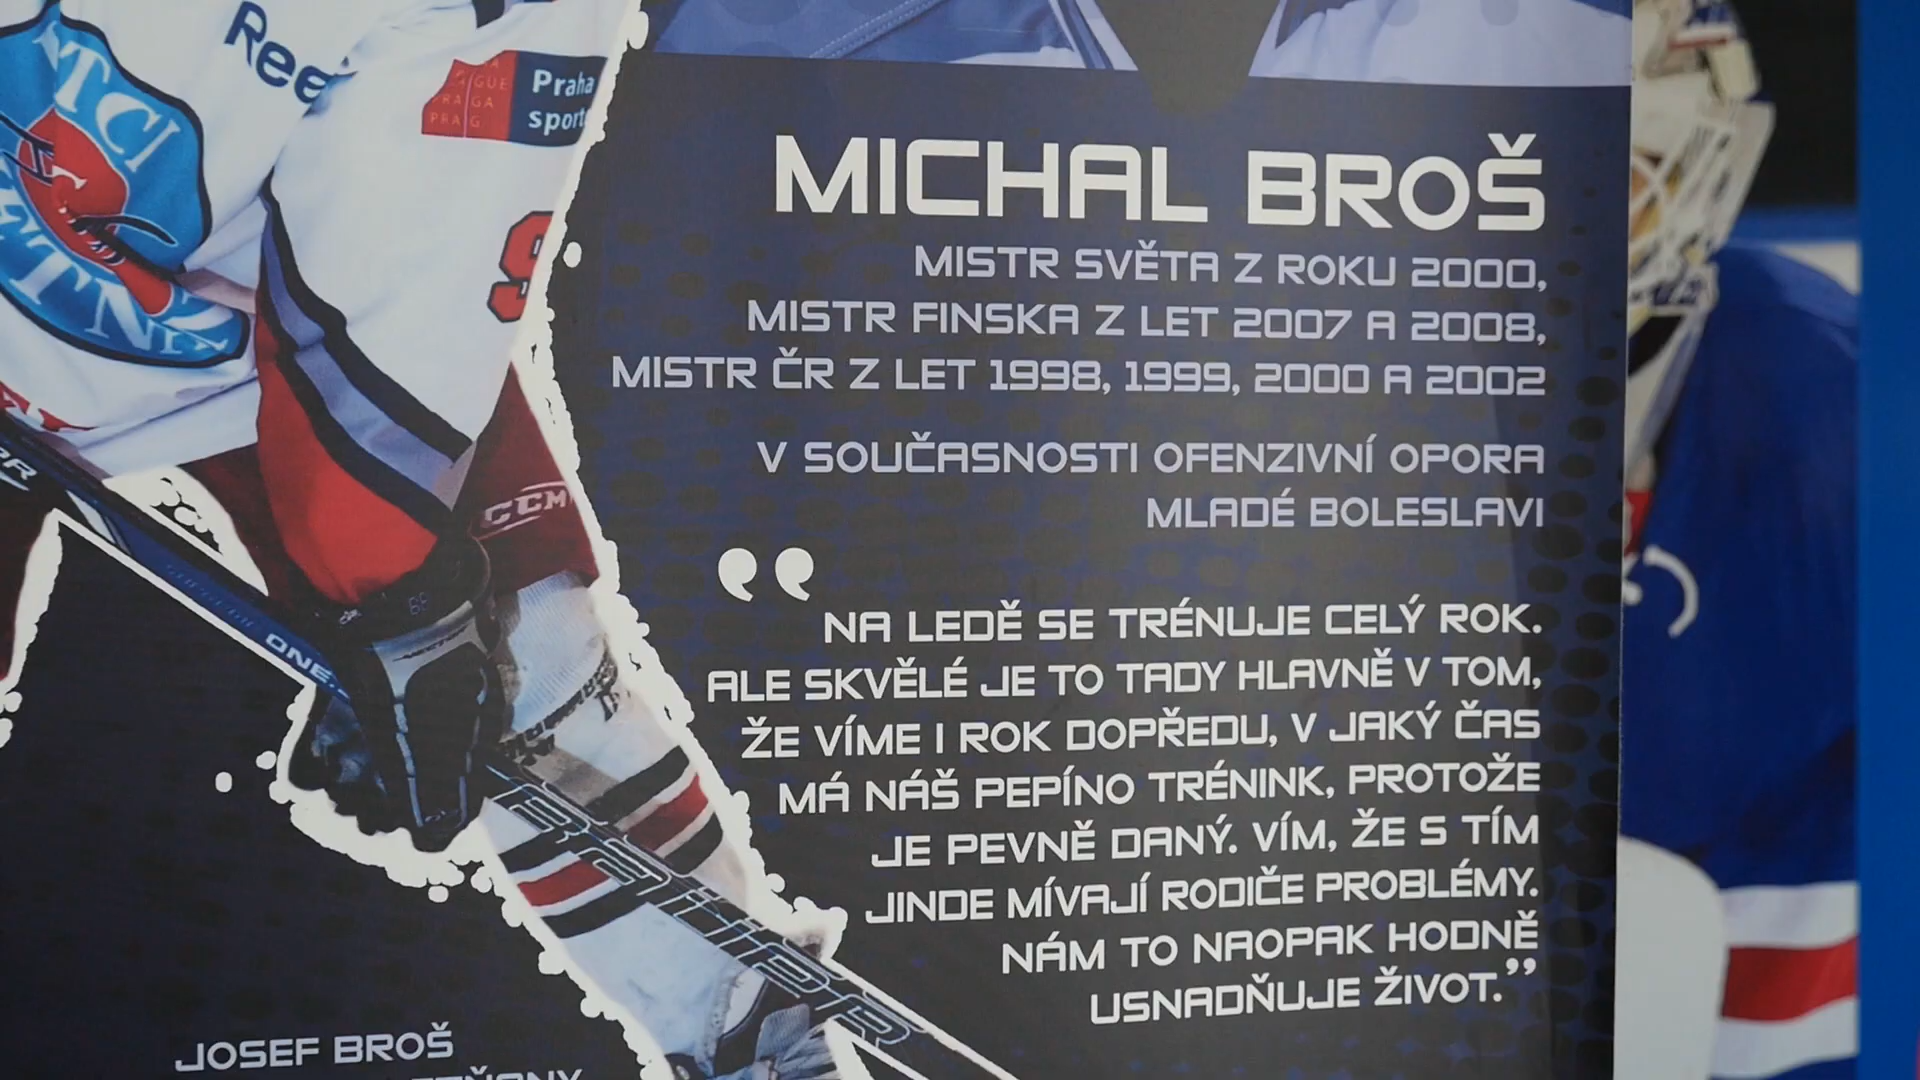 Ree
Praha
sport
MICHAL BROŠ
MISTR SVĚTA Z ROKU 2000,
MISTR FINSKA Z LET 2007 A 2008,
MISTR ČR Z LET 1998, 1999, 2000 A 2002
V SOUČASNOSTI OFENZIVNÍ OPORA
MLADÉ BOLESLAVI
CCM
ONE
„NA LEDĚ SE TRÉNUJE CELÝ ROK.
ALE SKVĚLÉ JE TO TADY HLAVNĚ V TOM,
ŽE VÍME I ROK DOPŘEDU, V JAKÝ ČAS
MÁ NÁŠ PEPÍNO TRÉNINK, PROTOŽE
JE PEVNĚ DANÝ. VÍM, ŽE S TÍM
JINDE MÍVAJÍ RODIČE PROBLÉMY.
NÁM TO NAOPAK HODNĚ
USNADŇUJE ŽIVOT.”
BAUER
JOSEF BROŠ